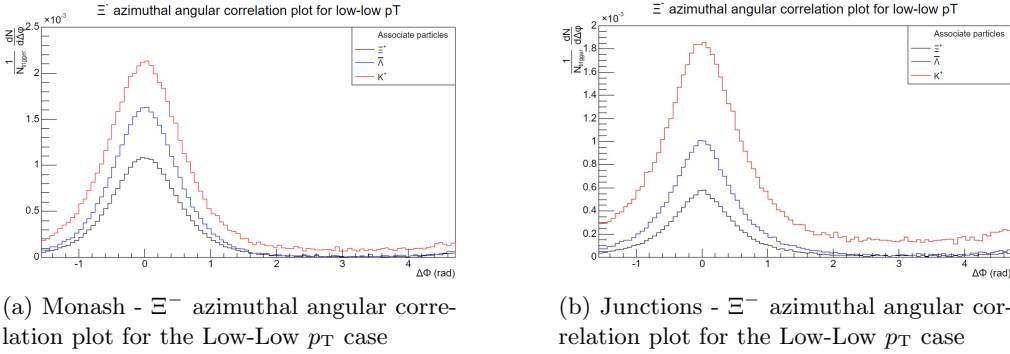 Ξ⁻ azimuthal angular correlation plot for low-low pT
×10⁻³
1/N_trigger dN/dΔφ
2.5
2
1.5
1
0.5
0
-1 0 1 2 3 4
ΔΦ (rad)
Associate particles
Ξ̅⁺
Λ̅
K⁺
(a) Monash - Ξ⁻ azimuthal angular corre-
lation plot for the Low-Low pT case
Ξ⁻ azimuthal angular correlation plot for low-low pT
×10⁻³
1/N_trigger dN/dΔφ
2
1.8
1.6
1.4
1.2
1
0.8
0.6
0.4
0.2
0
-1 0 1 2 3 4
ΔΦ (rad)
Associate particles
Ξ̅⁺
Λ̅
K⁺
(b) Junctions - Ξ⁻ azimuthal angular cor-
relation plot for the Low-Low pT case